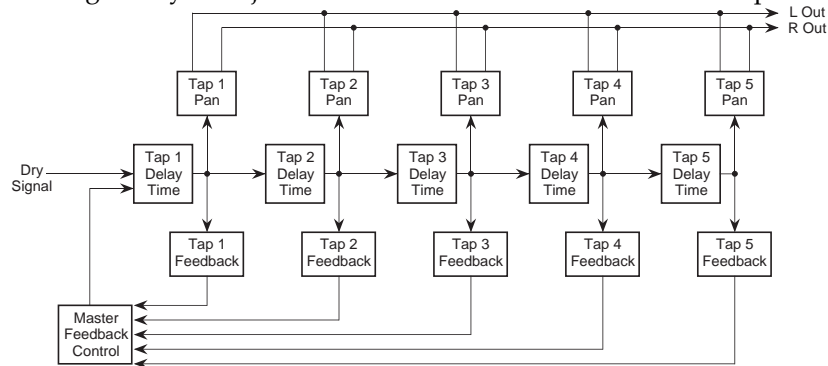 L Out
R Out
Tap 1
Pan
Tap 2
Pan
Tap 3
Pan
Tap 4
Pan
Tap 5
Pan
Dry
Signal
Tap 1
Delay
Time
Tap 2
Delay
Time
Tap 3
Delay
Time
Tap 4
Delay
Time
Tap 5
Delay
Time
Tap 1
Feedback
Tap 2
Feedback
Tap 3
Feedback
Tap 4
Feedback
Tap 5
Feedback
Master
Feedback
Control